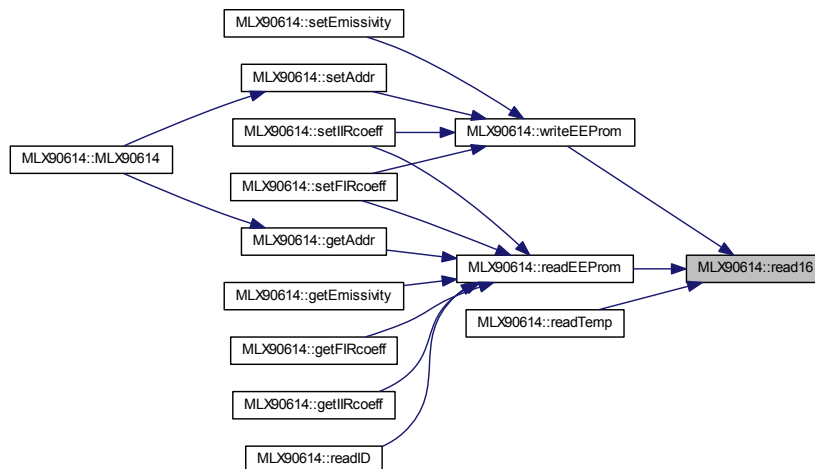 MLX90614::setEmissivity
MLX90614::setAddr
MLX90614::setIIRcoeff
MLX90614::writeEEProm
MLX90614::MLX90614
MLX90614::setFIRcoeff
MLX90614::getAddr
MLX90614::readEEProm
MLX90614::read16
MLX90614::getEmissivity
MLX90614::readTemp
MLX90614::getFIRcoeff
MLX90614::getIIRcoeff
MLX90614::readID